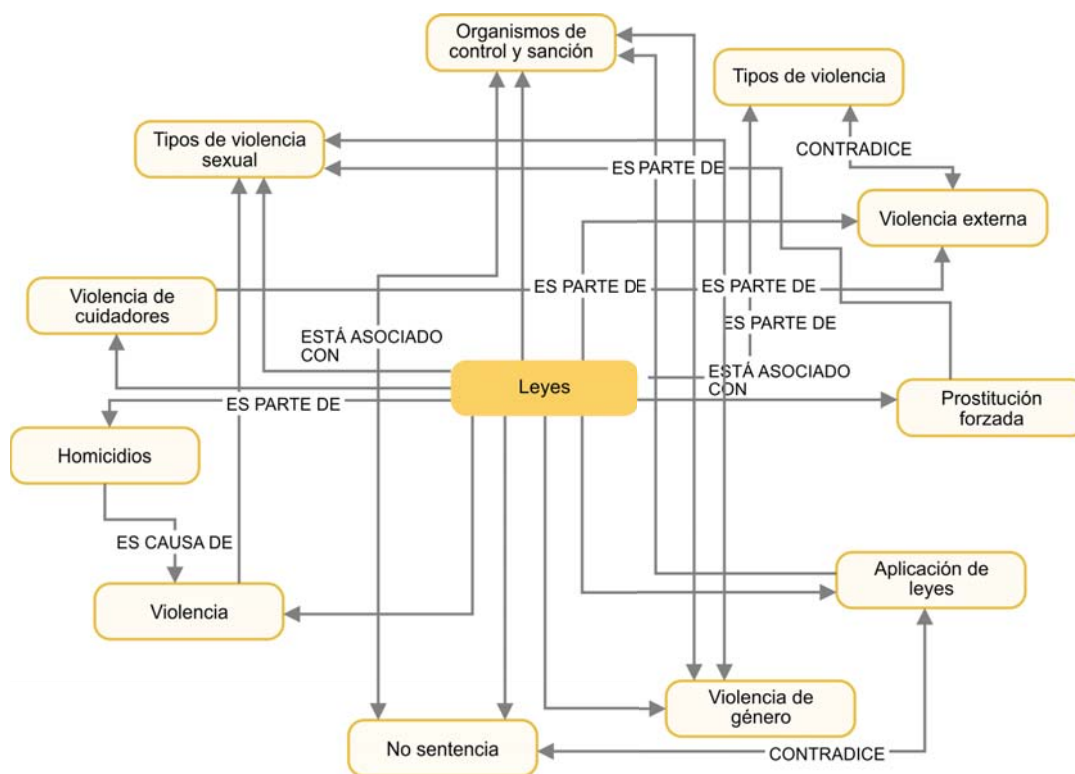 Organismos de
control y sanción
Tipos de violencia
Tipos de violencia
sexual
CONTRADICE
ES PARTE DE
Violencia externa
Violencia de
cuidadores
ES PARTE DE
ES PARTE DE
ES PARTE DE
ESTÁ ASOCIADO
CON
Leyes
ESTÁ ASOCIADO
CON
Prostitución
forzada
ES PARTE DE
Homicidios
ES CAUSA DE
Aplicación de
leyes
Violencia
Violencia de
género
No sentencia
CONTRADICE